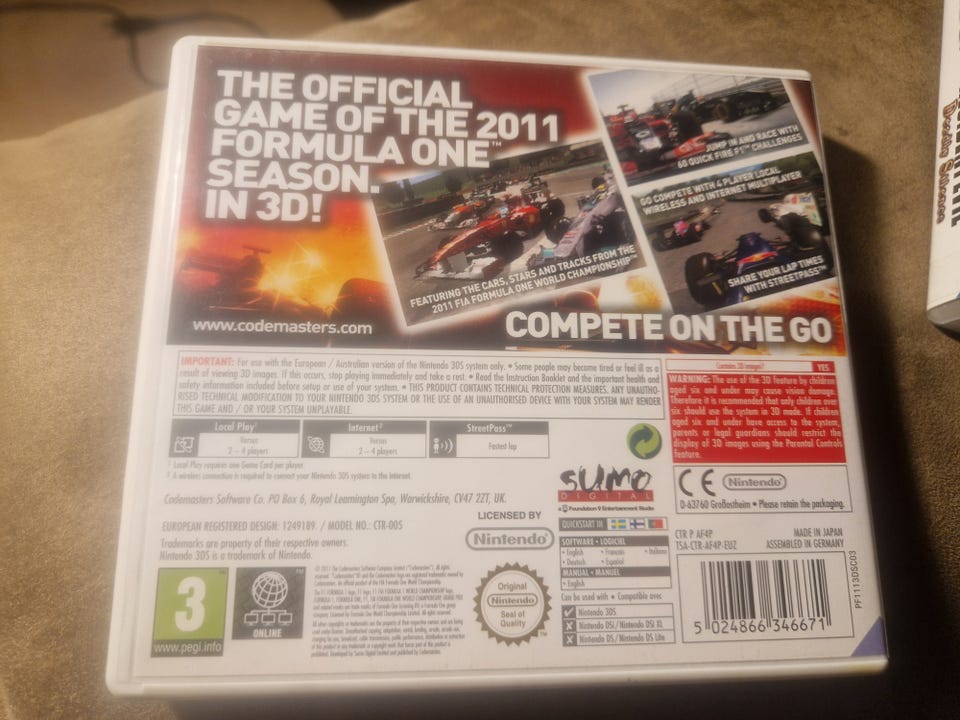 THE OFFICIAL
GAME OF THE 2011
FORMULA ONE™
SEASON.
IN 3D!
JUMP IN AND RACE WITH
60 QUICK FIRE F1™ CHALLENGES
GO COMPETE WITH 4 PLAYER LOCAL
WIRELESS AND INTERNET MULTIPLAYER
SHARE YOUR LAP TIMES
WITH STREETPASS™
FEATURING THE CARS, STARS AND TRACKS FROM THE
2011 FIA FORMULA ONE WORLD CHAMPIONSHIP™
www.codemasters.com
COMPETE ON THE GO
IMPORTANT: For use with the European / Australian version of the Nintendo 3DS system only. • Some people may become tired or feel ill as a
result of viewing 3D images. If this occurs, stop playing immediately and take a rest. • Read the Instruction Booklet and the important health and
safety information included before setup or use of your system. • THIS PRODUCT CONTAINS TECHNICAL PROTECTION MEASURES. ANY UNAUTHO-
RISED TECHNICAL MODIFICATION TO YOUR NINTENDO 3DS SYSTEM OR THE USE OF AN UNAUTHORISED DEVICE WITH YOUR SYSTEM MAY RENDER
THIS GAME AND / OR YOUR SYSTEM UNPLAYABLE.
Contains 3D images? YES
WARNING: The use of the 3D feature by children
aged six and under may cause vision damage.
Therefore it is recommended that only children over
six should use the system in 3D mode. If children
aged six and under have access to the system,
parents or legal guardians should restrict the
display of 3D images using the Parental Controls
feature.
Local Play¹
Versus
2 – 4 players
Internet²
Versus
2 – 4 players
StreetPass™
Fastest lap
¹ Local Play requires one Game Card per player.
² A wireless connection is required to connect your Nintendo 3DS system to the Internet.
Codemasters Software Co. PO Box 6, Royal Leamington Spa, Warwickshire, CV47 2ZT, UK.
SUMO
DIGITAL
a Foundation 9 Entertainment Studio
CE Nintendo
D-63760 Großostheim • Please retain the packaging.
EUROPEAN REGISTERED DESIGN: 1249189. / MODEL NO.: CTR-005
Trademarks are property of their respective owners.
Nintendo 3DS is a trademark of Nintendo.
LICENSED BY
Nintendo
QUICKSTART IN
SOFTWARE • LOGICIEL
• English • Français • Italiano
• Deutsch • Español
MANUAL • MANUEL
• English
Can be used with • Compatible avec
Nintendo 3DS
Nintendo DSi/ Nintendo DSi XL
Nintendo DS/ Nintendo DS Lite
CTR P AF4P
TSA-CTR-AF4P-EUZ
MADE IN JAPAN
ASSEMBLED IN GERMANY
PF1113DSC03
5 024866 346671
3
www.pegi.info
ONLINE
Original
Nintendo
Seal of
Quality